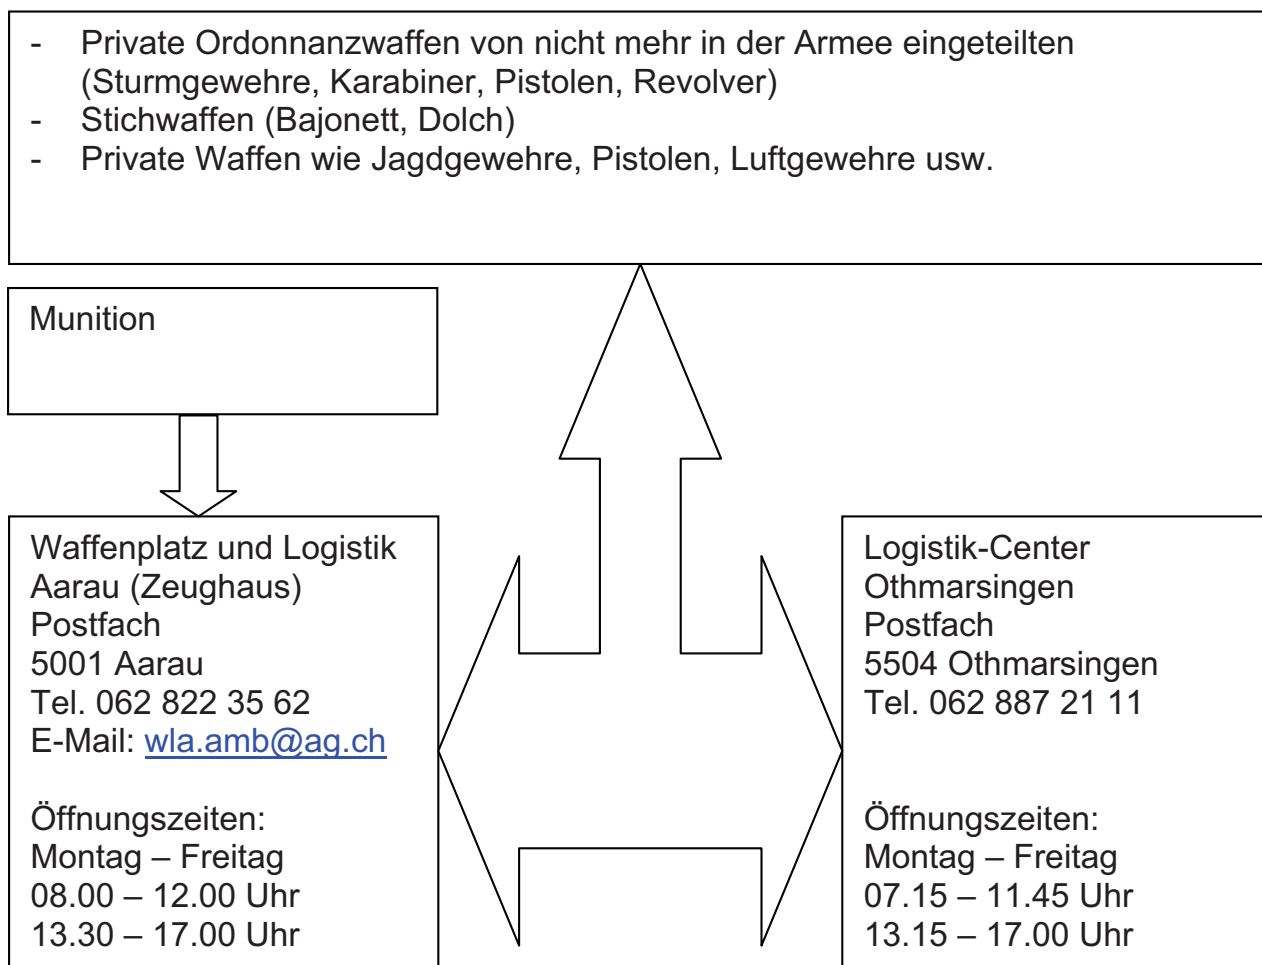 - Private Ordonnanzwaffen von nicht mehr in der Armee eingeteilten
(Sturmgewehre, Karabiner, Pistolen, Revolver)
- Stichwaffen (Bajonett, Dolch)
- Private Waffen wie Jagdgewehre, Pistolen, Luftgewehre usw.
Munition
Waffenplatz und Logistik
Aarau (Zeughaus)
Postfach
5001 Aarau
Tel. 062 822 35 62
E-Mail: wla.amb@ag.ch
Öffnungszeiten:
Montag – Freitag
08.00 – 12.00 Uhr
13.30 – 17.00 Uhr
Logistik-Center
Othmarsingen
Postfach
5504 Othmarsingen
Tel. 062 887 21 11
Öffnungszeiten:
Montag – Freitag
07.15 – 11.45 Uhr
13.15 – 17.00 Uhr